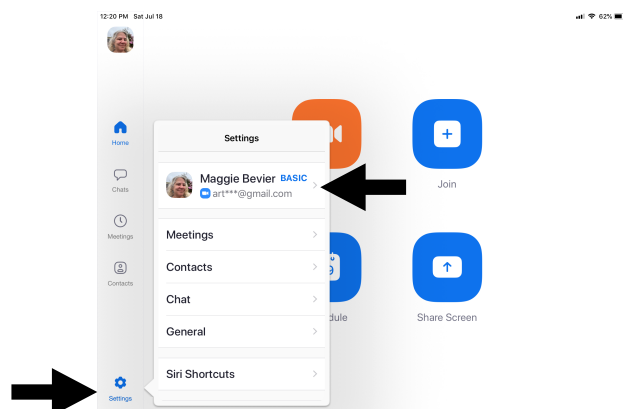 12:20 PM Sat Jul 18
62%
Settings
Home
Maggie Bevier BASIC
art***@gmail.com
Chats
Join
Meetings
Meetings
Contacts
Contacts
Chat
General
dule
Share Screen
Siri Shortcuts
Settings